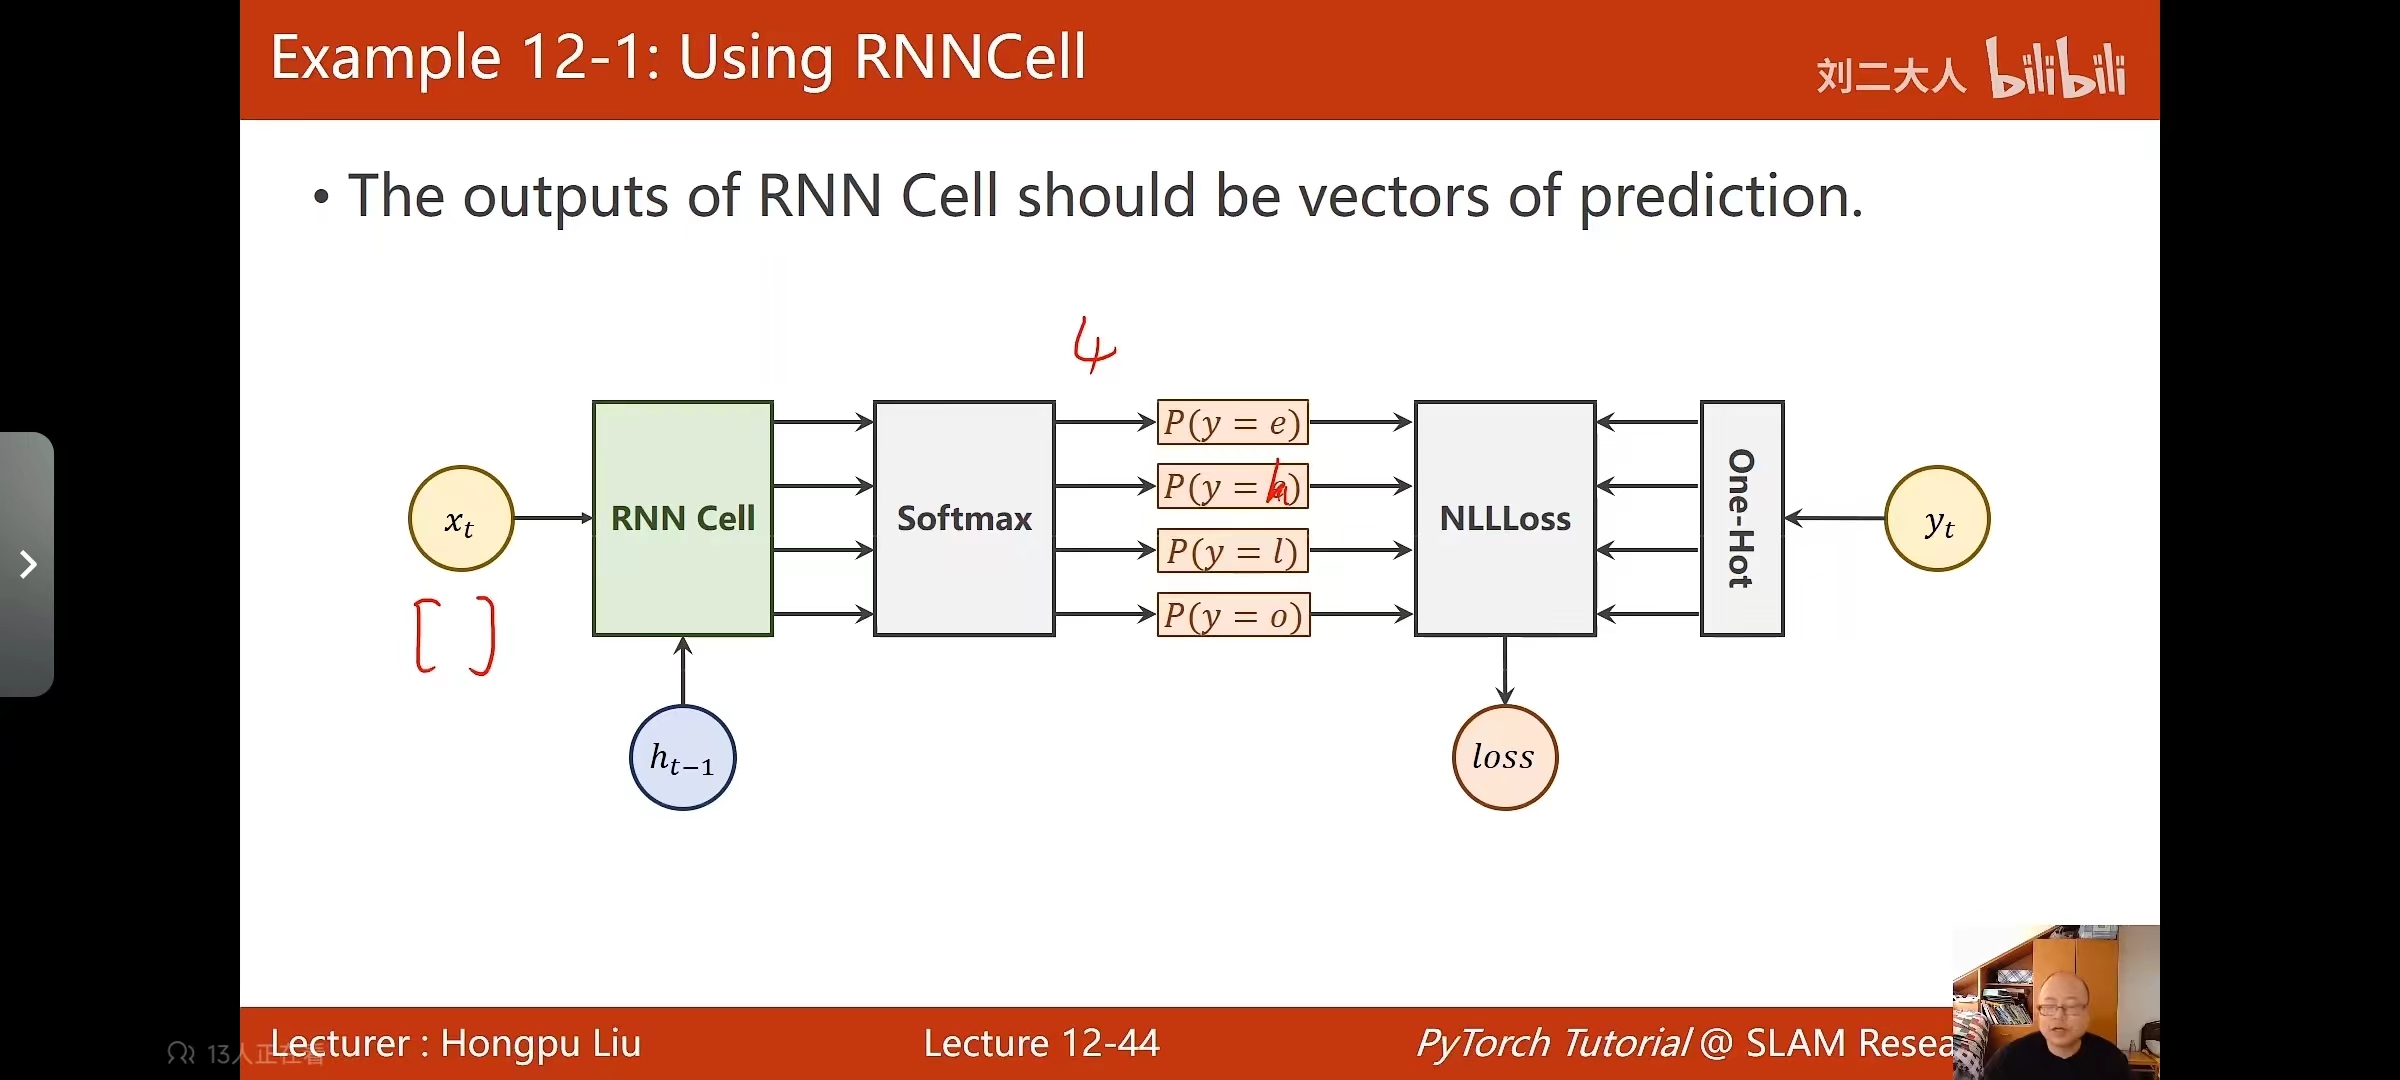 Example 12-1: Using RNNCell
刘二大人 bilibili
• The outputs of RNN Cell should be vectors of prediction.
4
x_t
RNN Cell
Softmax
P(y = e)
P(y = h)
P(y = l)
P(y = o)
NLLLoss
One-Hot
y_t
[ ]
h_{t-1}
loss
Lecturer : Hongpu Liu
Lecture 12-44
PyTorch Tutorial @ SLAM Resea
13人正在看